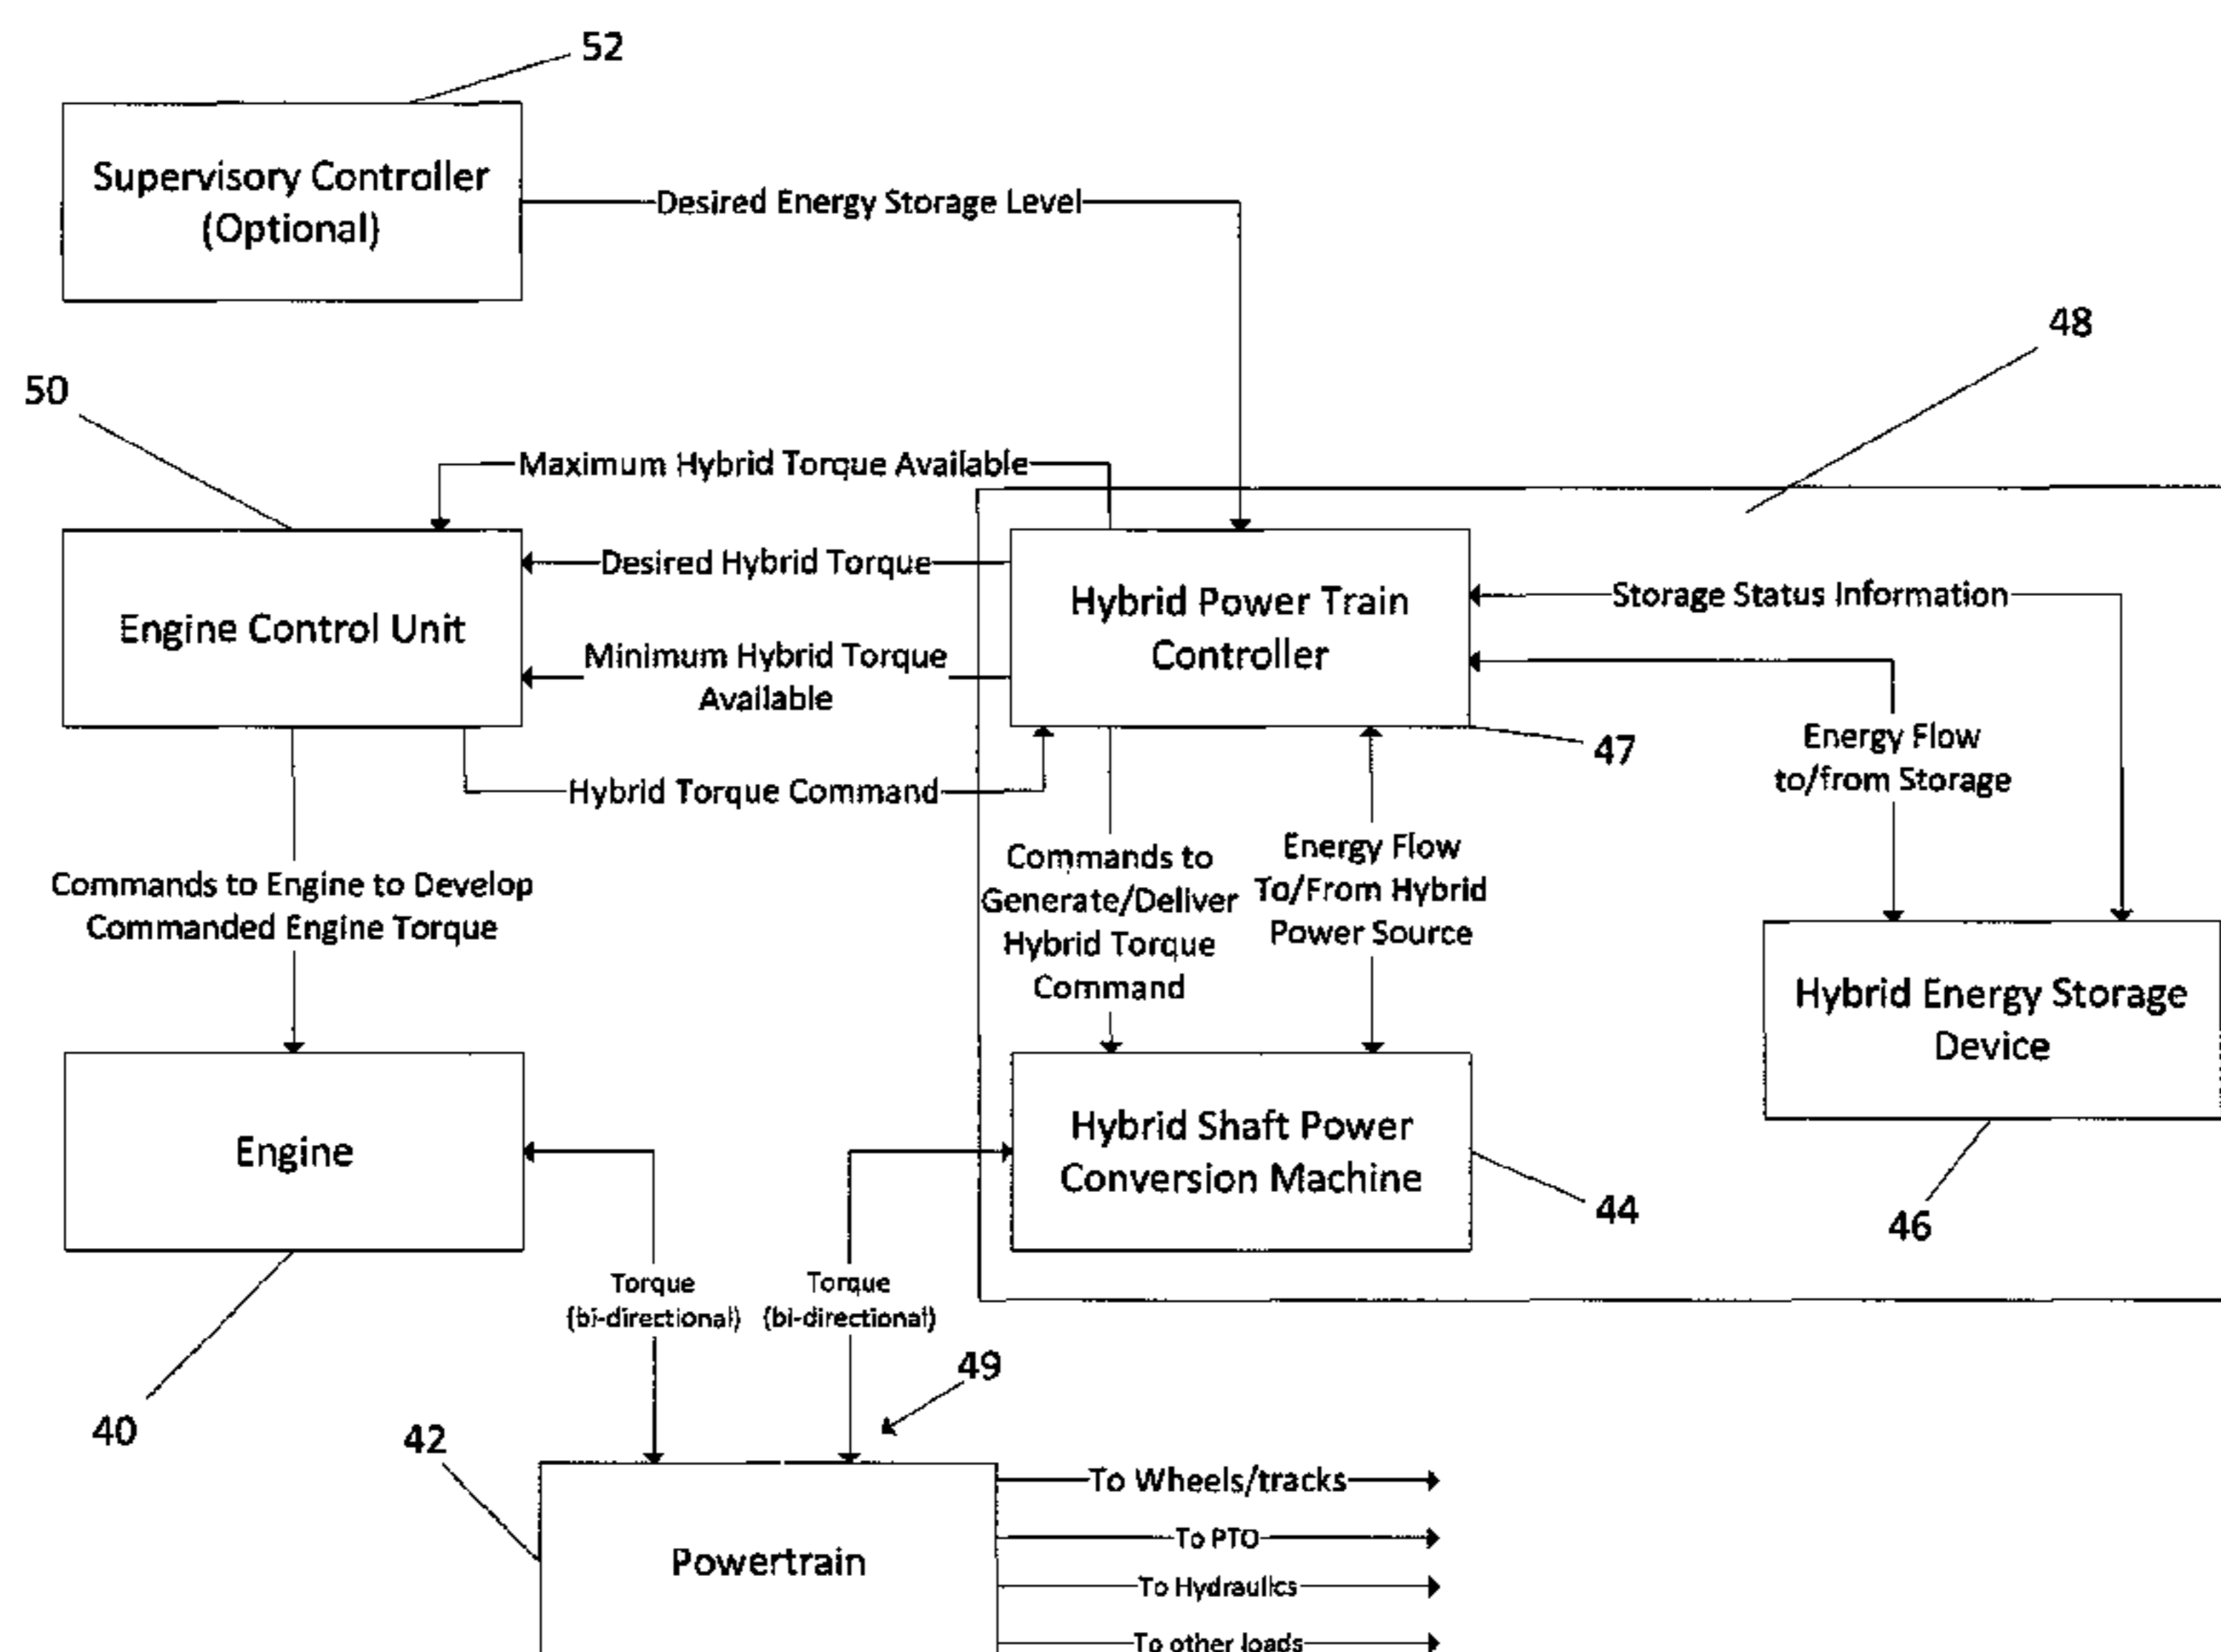 52
Supervisory Controller
(Optional)
Desired Energy Storage Level
48
50
Maximum Hybrid Torque Available
Engine Control Unit
Desired Hybrid Torque
Minimum Hybrid Torque
Available
Hybrid Torque Command
Hybrid Power Train
Controller
47
Storage Status Information
Energy Flow
to/from Storage
Commands to Engine to Develop
Commanded Engine Torque
Commands to
Generate/Deliver
Hybrid Torque
Command
Energy Flow
To/From Hybrid
Power Source
Hybrid Energy Storage
Device
46
Engine
40
Hybrid Shaft Power
Conversion Machine
44
Torque
(bi-directional)
Torque
(bi-directional)
49
42
Powertrain
To Wheels/tracks
To PTO
To Hydraulics
To other loads